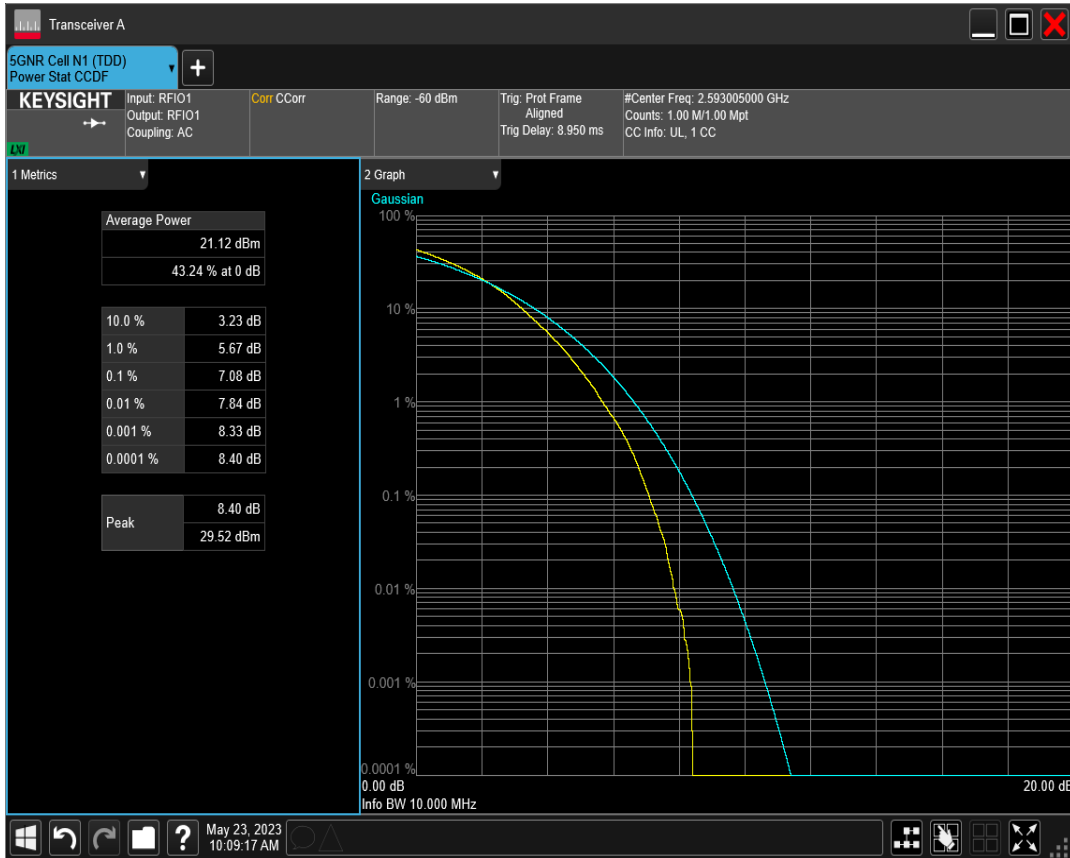 Transceiver A
5GNR Cell N1 (TDD)
Power Stat CCDF
+
KEYSIGHT
LXI
Input: RFIO1
Output: RFIO1
Coupling: AC
Corr CCorr
Range: -60 dBm
Trig: Prot Frame
Aligned
Trig Delay: 8.950 ms
#Center Freq: 2.593005000 GHz
Counts: 1.00 M/1.00 Mpt
CC Info: UL, 1 CC
1 Metrics
Average Power
21.12 dBm
43.24 % at 0 dB
10.0 % 3.23 dB
1.0 % 5.67 dB
0.1 % 7.08 dB
0.01 % 7.84 dB
0.001 % 8.33 dB
0.0001 % 8.40 dB
Peak
8.40 dB
29.52 dBm
2 Graph
Gaussian
100 %
10 %
1 %
0.1 %
0.01 %
0.001 %
0.0001 %
0.00 dB
20.00 dB
Info BW 10.000 MHz
?
May 23, 2023
10:09:17 AM